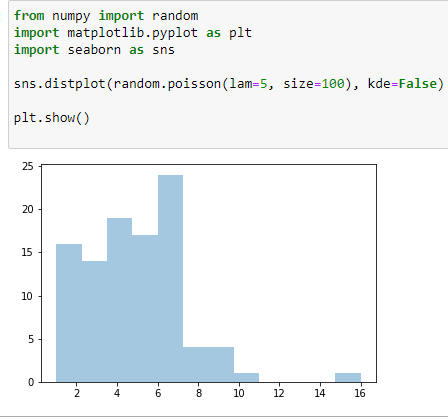 from numpy import random
import matplotlib.pyplot as plt
import seaborn as sns
sns.distplot(random.poisson(lam=5, size=100), kde=False)
plt.show()
25
20
15
10
5
0
2 4 6 8 10 12 14 16